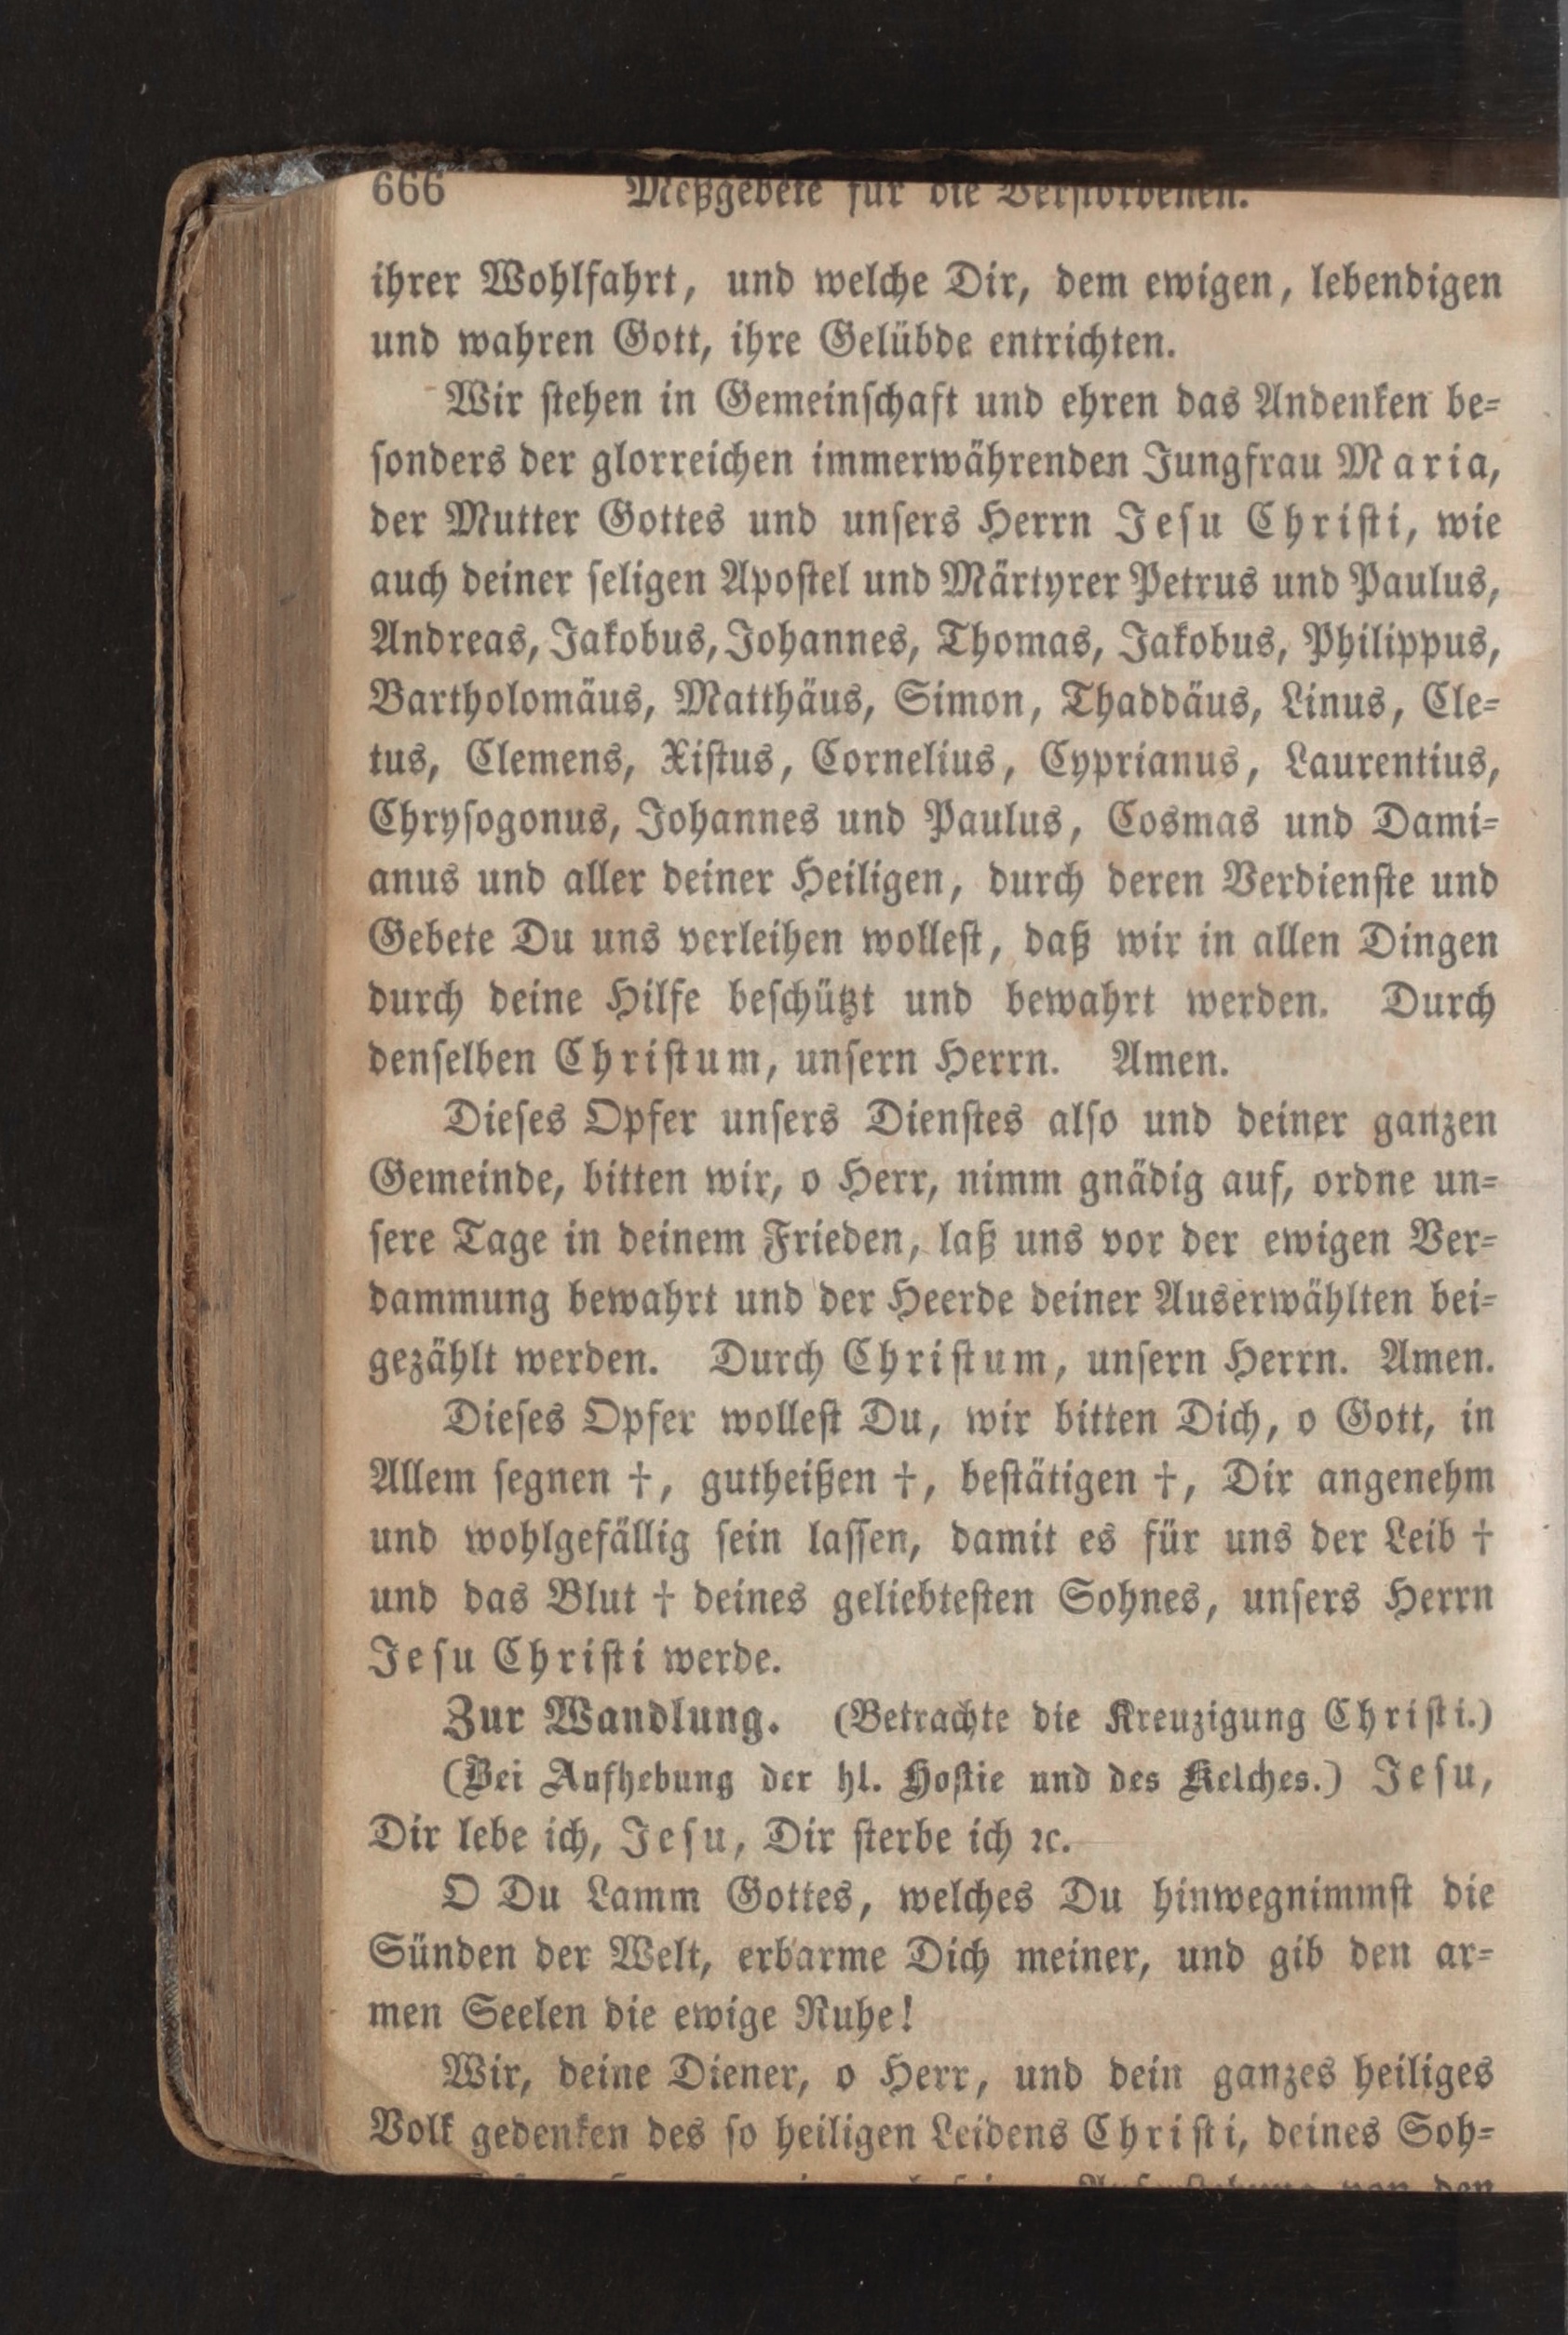 666 Meßgebete für die Verstorbenen.
ihrer Wohlfahrt, und welche Dir, dem ewigen, lebendigen
und wahren Gott, ihre Gelübde entrichten.
Wir stehen in Gemeinschaft und ehren das Andenken be-
sonders der glorreichen immerwährenden Jungfrau Maria,
der Mutter Gottes und unsers Herrn Jesu Christi, wie
auch deiner seligen Apostel und Märtyrer Petrus und Paulus,
Andreas, Jakobus, Johannes, Thomas, Jakobus, Philippus,
Bartholomäus, Matthäus, Simon, Thaddäus, Linus, Cle-
tus, Clemens, Xistus, Cornelius, Cyprianus, Laurentius,
Chrysogonus, Johannes und Paulus, Cosmas und Dami-
anus und aller deiner Heiligen, durch deren Verdienste und
Gebete Du uns verleihen wollest, daß wir in allen Dingen
durch deine Hilfe beschützt und bewahrt werden. Durch
denselben Christum, unsern Herrn. Amen.
Dieses Opfer unsers Dienstes also und deiner ganzen
Gemeinde, bitten wir, o Herr, nimm gnädig auf, ordne un-
sere Tage in deinem Frieden, laß uns vor der ewigen Ver-
dammung bewahrt und der Heerde deiner Auserwählten bei-
gezählt werden. Durch Christum, unsern Herrn. Amen.
Dieses Opfer wollest Du, wir bitten Dich, o Gott, in
Allem segnen †, gutheißen †, bestätigen †, Dir angenehm
und wohlgefällig sein lassen, damit es für uns der Leib †
und das Blut † deines geliebtesten Sohnes, unsers Herrn
Jesu Christi werde.
Zur Wandlung. (Betrachte die Kreuzigung Christi.)
(Bei Aufhebung der hl. Hostie und des Kelches.) Jesu,
Dir lebe ich, Jesu, Dir sterbe ich ꝛc.
O Du Lamm Gottes, welches Du hinwegnimmst die
Sünden der Welt, erbarme Dich meiner, und gib den ar-
men Seelen die ewige Ruhe!
Wir, deine Diener, o Herr, und dein ganzes heiliges
Volk gedenken des so heiligen Leidens Christi, deines Soh-
von den